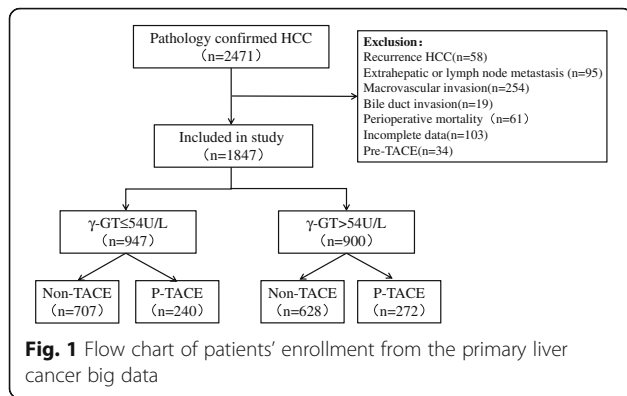 Pathology confirmed HCC
(n=2471)
Exclusion：
Recurrence HCC(n=58)
Extrahepatic or lymph node metastasis (n=95)
Macrovascular invasion(n=254)
Bile duct invasion(n=19)
Perioperative mortality（n=61）
Incomplete data(n=103)
Pre-TACE(n=34)
Included in study
（n=1847）
γ-GT≤54U/L
（n=947）
γ-GT>54U/L
（n=900）
Non-TACE
（n=707）
P-TACE
（n=240）
Non-TACE
（n=628）
P-TACE
（n=272）
Fig. 1 Flow chart of patients’ enrollment from the primary liver
cancer big data